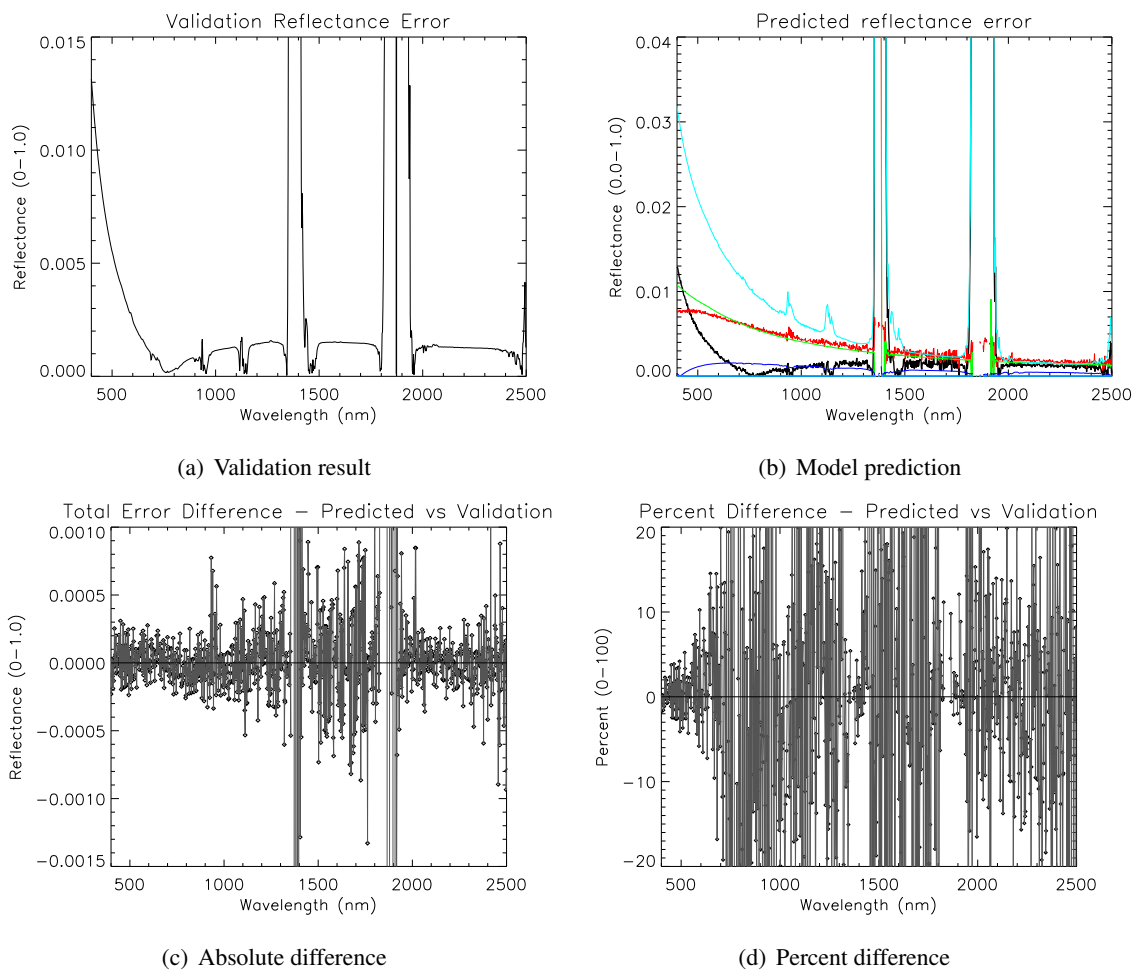 Validation Reflectance Error
0.015
0.010
0.005
0.000
Reflectance (0−1.0)
500 1000 1500 2000 2500
Wavelength (nm)
(a) Validation result
Predicted reflectance error
0.04
0.03
0.02
0.01
0.00
Reflectance (0.0−1.0)
500 1000 1500 2000 2500
Wavelength (nm)
(b) Model prediction
Total Error Difference − Predicted vs Validation
0.0010
0.0005
0.0000
−0.0005
−0.0010
−0.0015
Reflectance (0−1.0)
500 1000 1500 2000 2500
Wavelength (nm)
(c) Absolute difference
Percent Difference − Predicted vs Validation
20
10
0
−10
−20
Percent (0−100)
500 1000 1500 2000 2500
Wavelength (nm)
(d) Percent difference